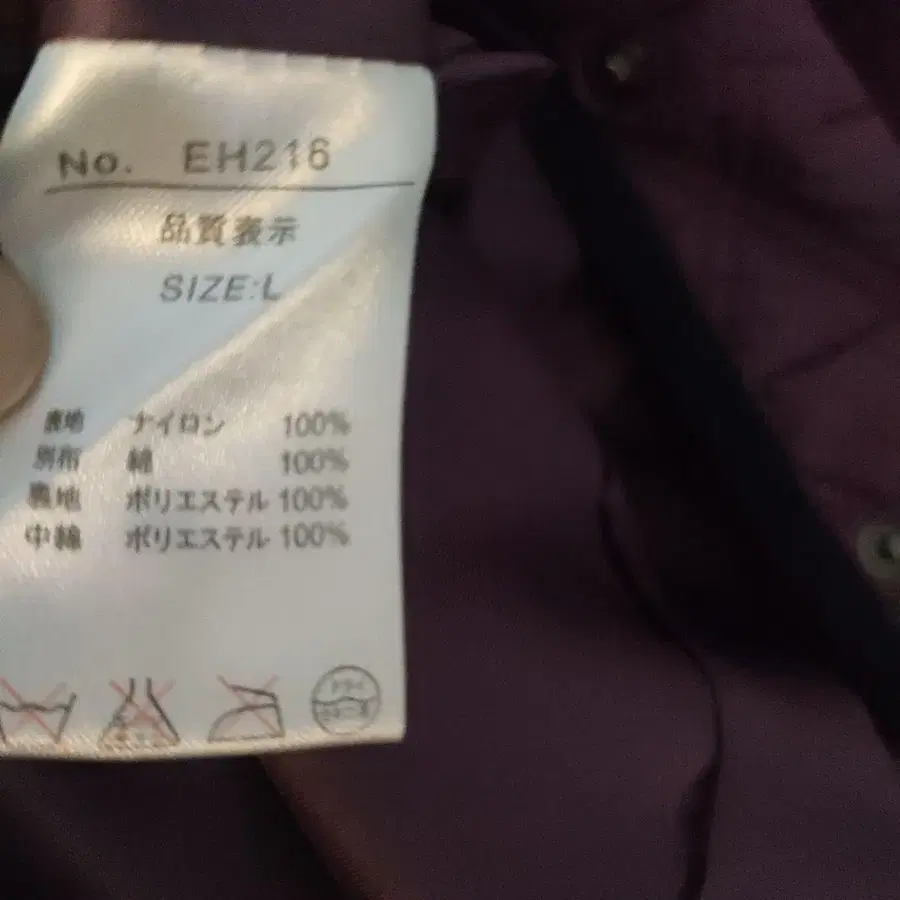 No. EH216
品質表示
SIZE:L
表地 ナイロン 100%
別布 綿 100%
裏地 ポリエステル 100%
中綿 ポリエステル 100%